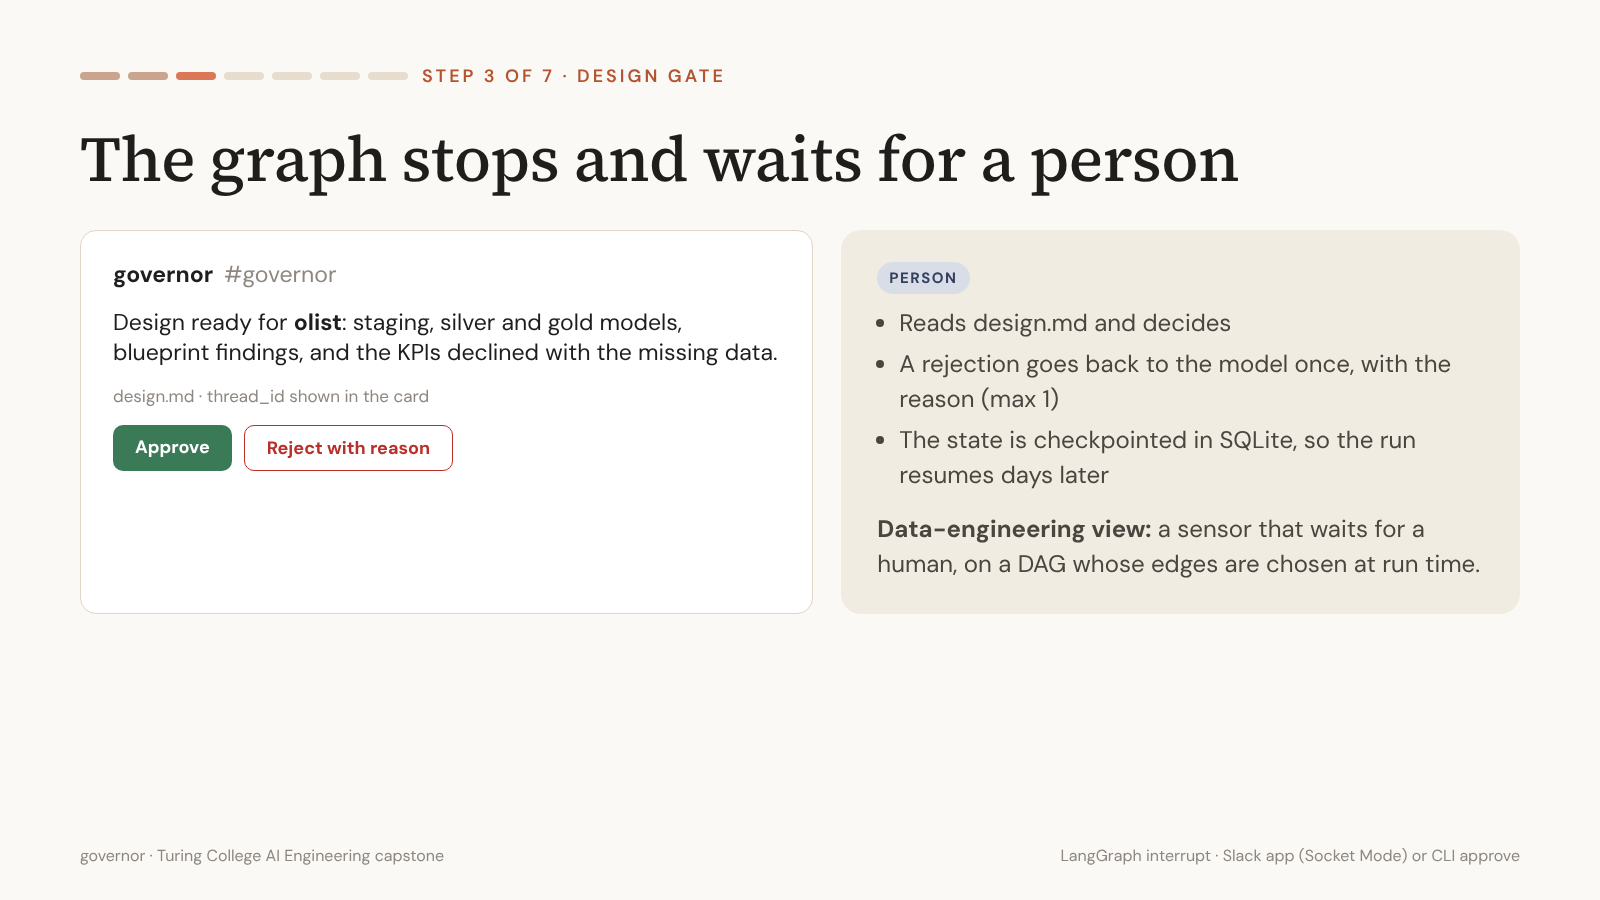 STEP 3 OF 7 · DESIGN GATE
The graph stops and waits for a person
governor #governor
Design ready for olist: staging, silver and gold models,
blueprint findings, and the KPIs declined with the missing data.
design.md · thread_id shown in the card
Approve
Reject with reason
PERSON
• Reads design.md and decides
• A rejection goes back to the model once, with the
reason (max 1)
• The state is checkpointed in SQLite, so the run
resumes days later
Data-engineering view: a sensor that waits for a
human, on a DAG whose edges are chosen at run time.
governor · Turing College AI Engineering capstone
LangGraph interrupt · Slack app (Socket Mode) or CLI approve